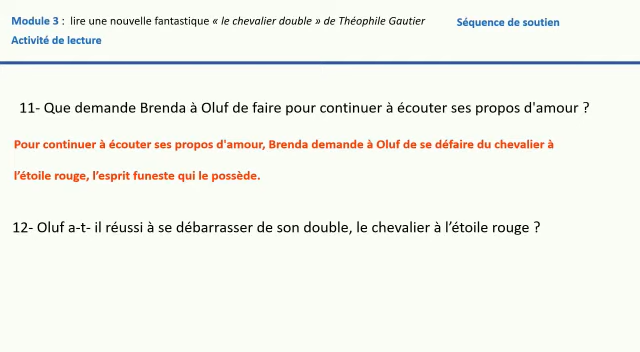 Module 3 : lire une nouvelle fantastique « le chevalier double » de Théophile Gautier
Séquence de soutien
Activité de lecture
11- Que demande Brenda à Oluf de faire pour continuer à écouter ses propos d'amour ?
Pour continuer à écouter ses propos d'amour, Brenda demande à Oluf de se défaire du chevalier à
l’étoile rouge, l’esprit funeste qui le possède.
12- Oluf a-t- il réussi à se débarrasser de son double, le chevalier à l’étoile rouge ?